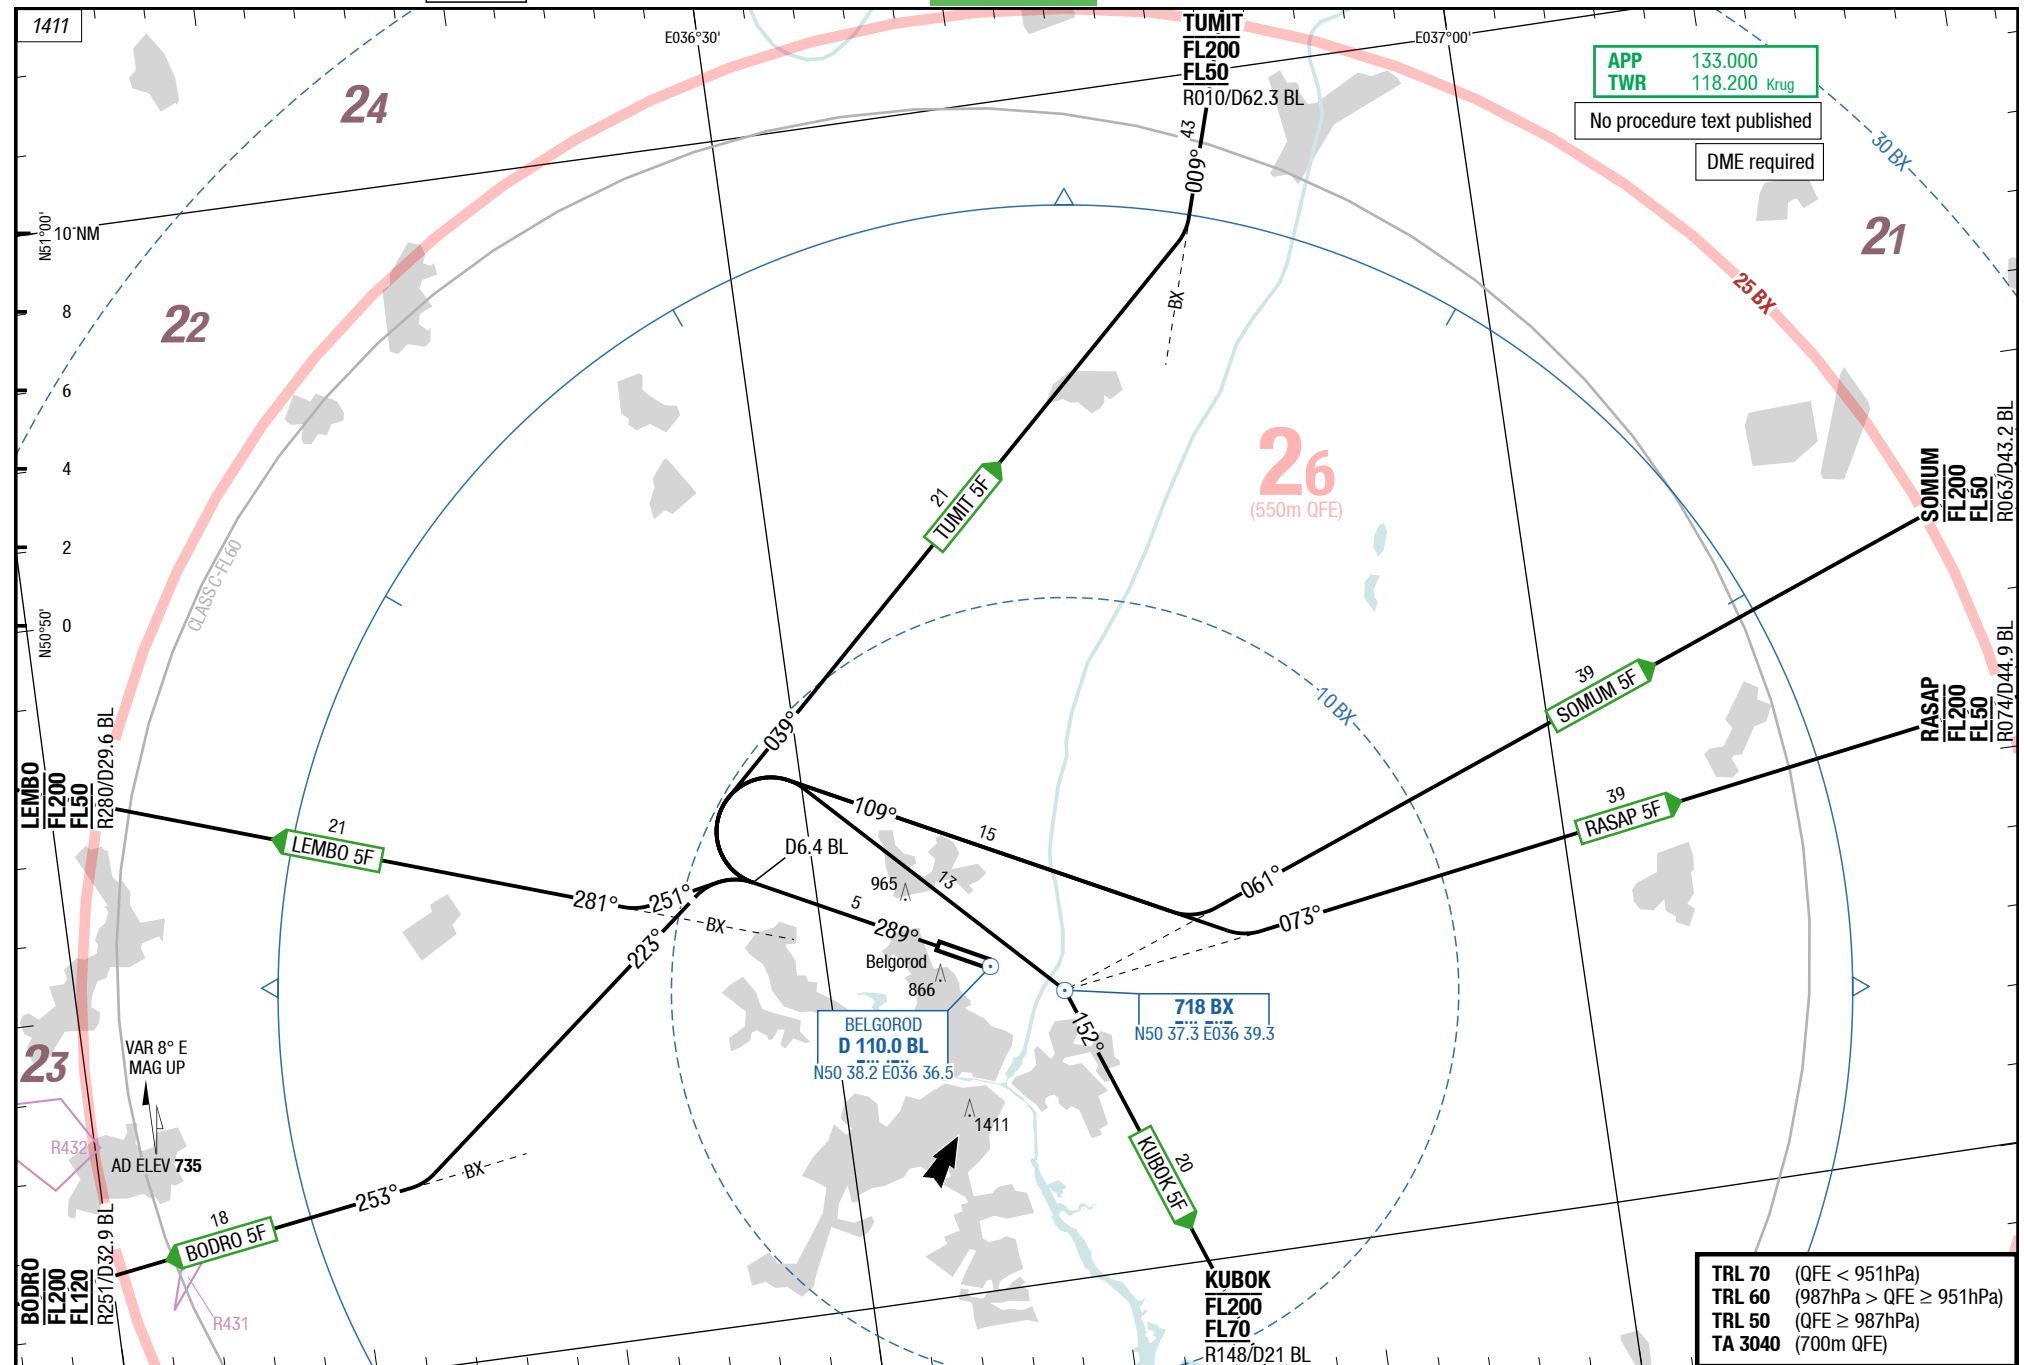 1411
E036°30'
TUMIT
FL200
FL50
R010/D62.3 BL
E037°00'
APP 133.000
TWR 118.200 Krug
No procedure text published
DME required
30 BX
24
43
009°
21
N51°00'
10 NM
22
8
BX
25 BX
6
4
2
0
N50°50'
26
(550m QFE)
21
TUMIT 5F
SOMUM
FL200
FL50
R063/D43.2 BL
CLASS C-FL60
10 BX
39
SOMUM 5F
RASAP
FL200
FL50
R074/D44.9 BL
039°
LEMBO
FL200
FL50
R280/D29.6 BL
21
LEMBO 5F
109°
15
39
RASAP 5F
D6.4 BL
965
13
061°
281°
251°
5
073°
BX
289°
223°
Belgorod
866
BELGOROD
D 110.0 BL
N50 38.2 E036 36.5
718 BX
N50 37.3 E036 39.3
152°
23
VAR 8° E
MAG UP
R432
AD ELEV 735
1411
KUBOK 5F
20
BX
253°
18
BODRO 5F
BODRO
FL200
FL120
R251/D32.9 BL
R431
KUBOK
FL200
FL70
R148/D21 BL
TRL 70 (QFE < 951hPa)
TRL 60 (987hPa > QFE ≥ 951hPa)
TRL 50 (QFE ≥ 987hPa)
TA 3040 (700m QFE)